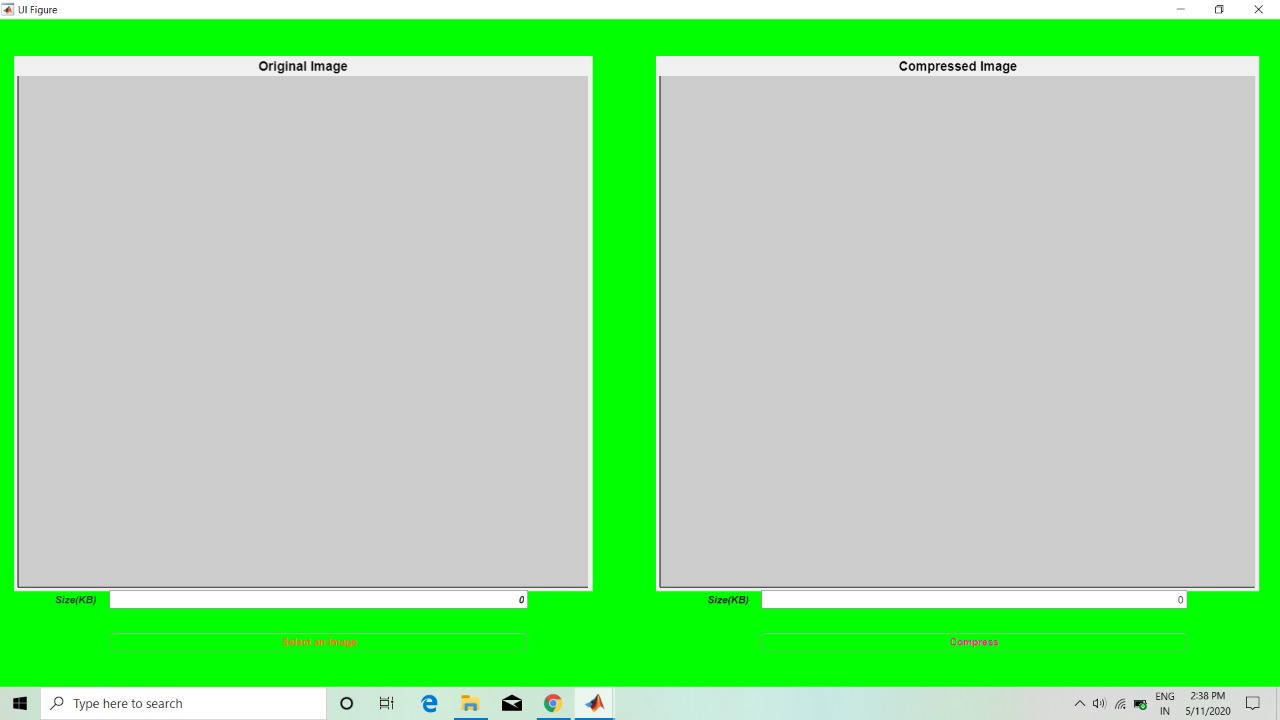 UI Figure
Original Image
Compressed Image
Size(KB)
0
Size(KB)
0
Select an Image
Compress
Type here to search
ENG
IN
2:38 PM
5/11/2020